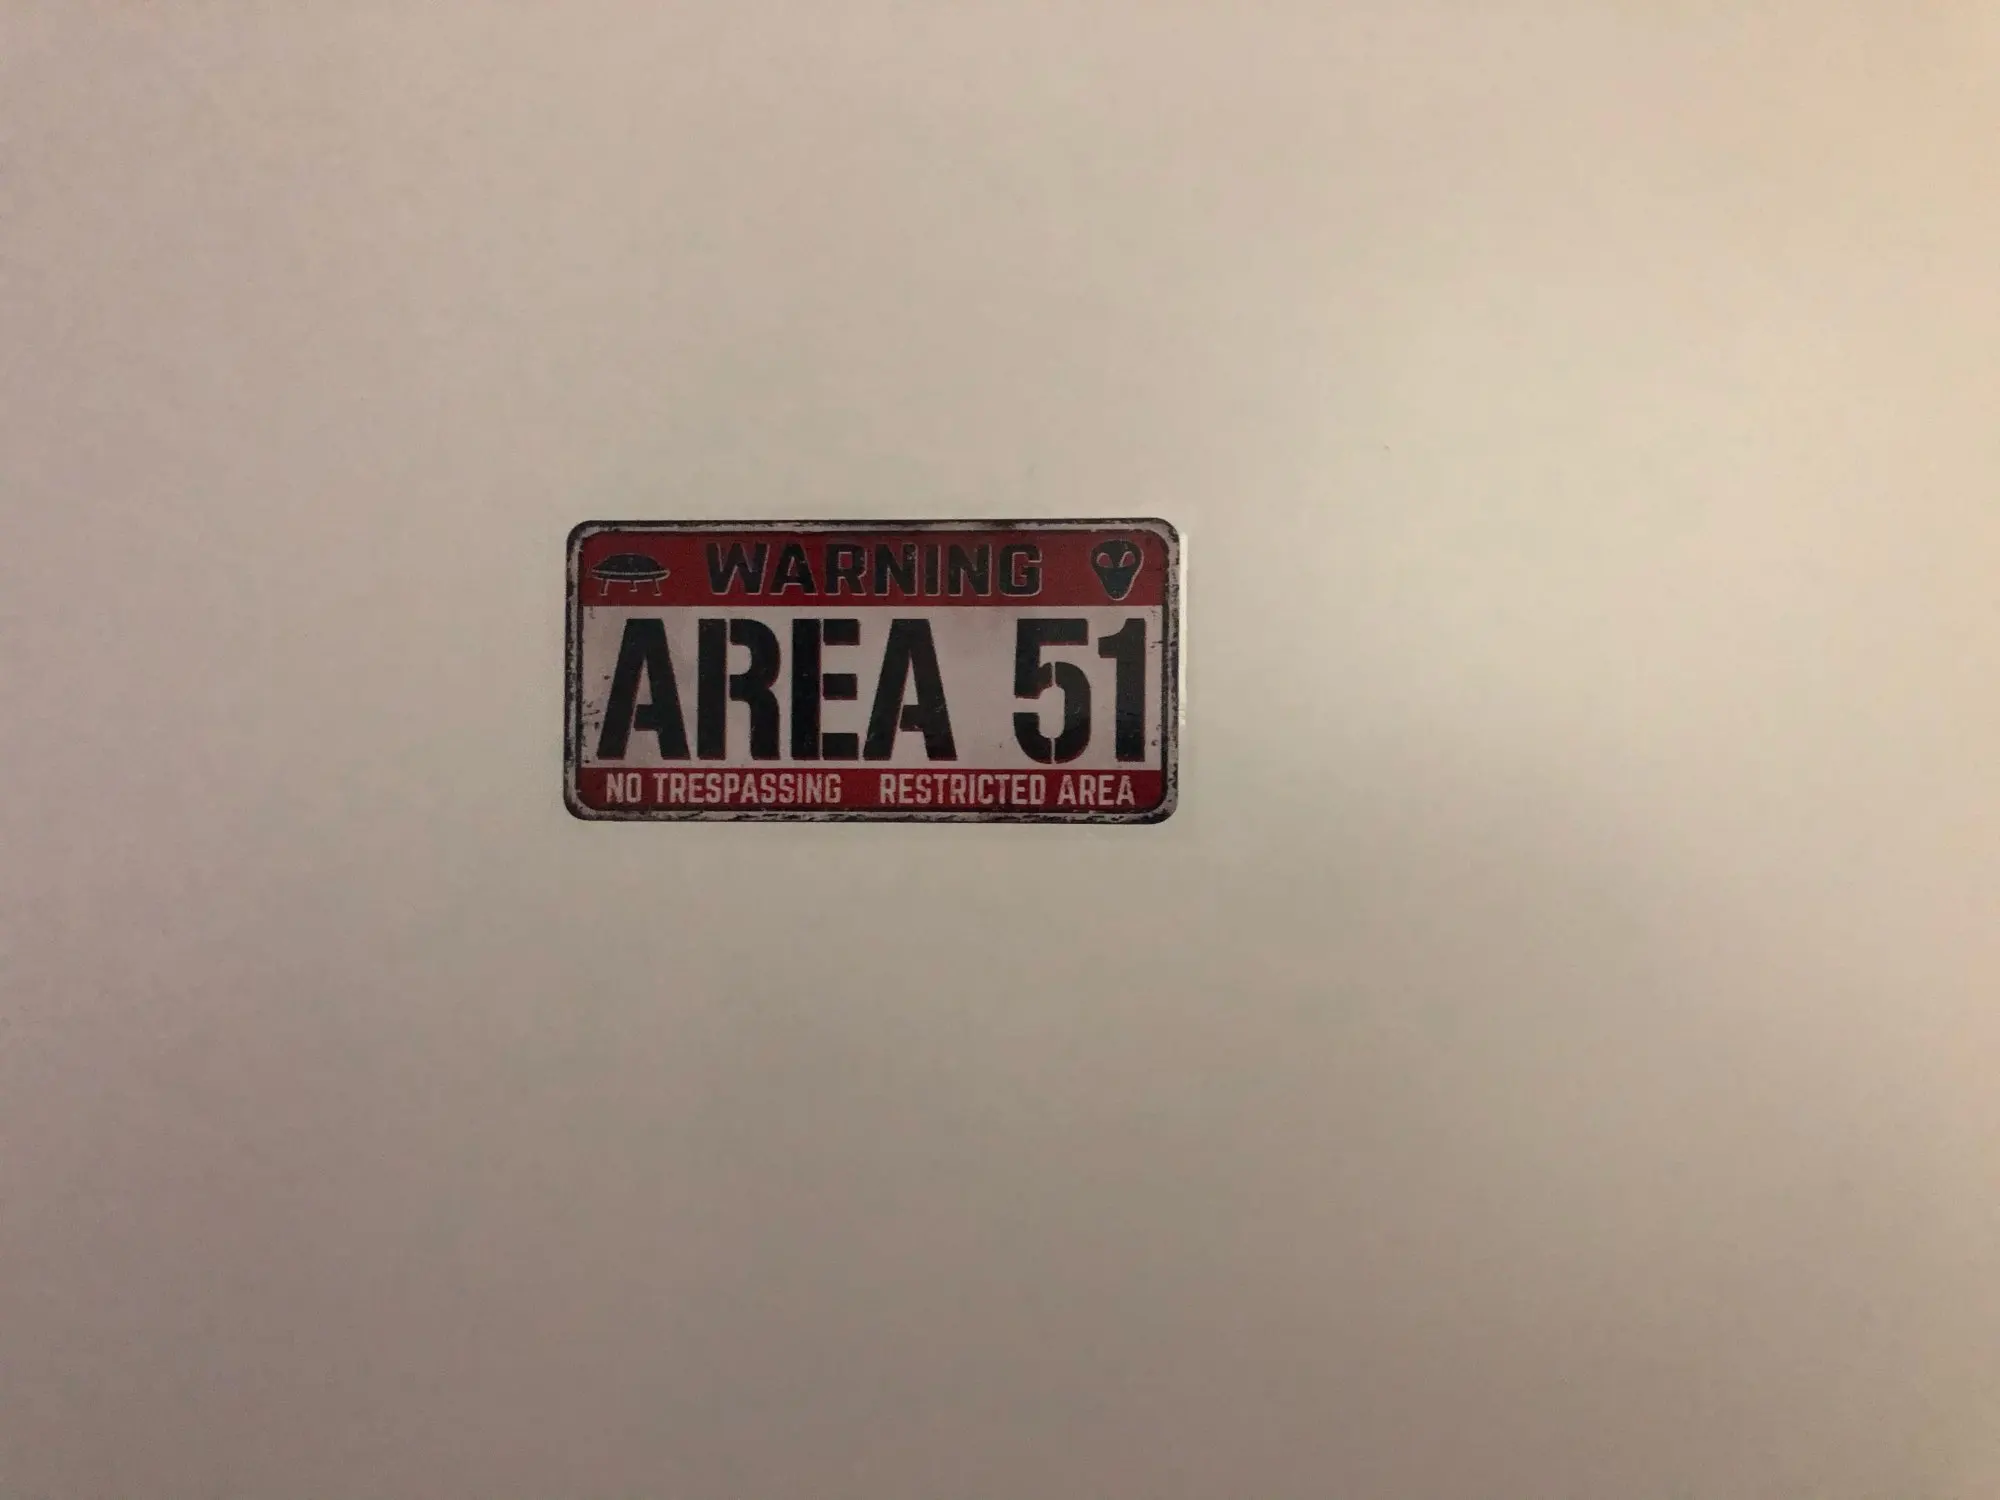 WARNING
AREA 51
NO TRESPASSING RESTRICTED AREA